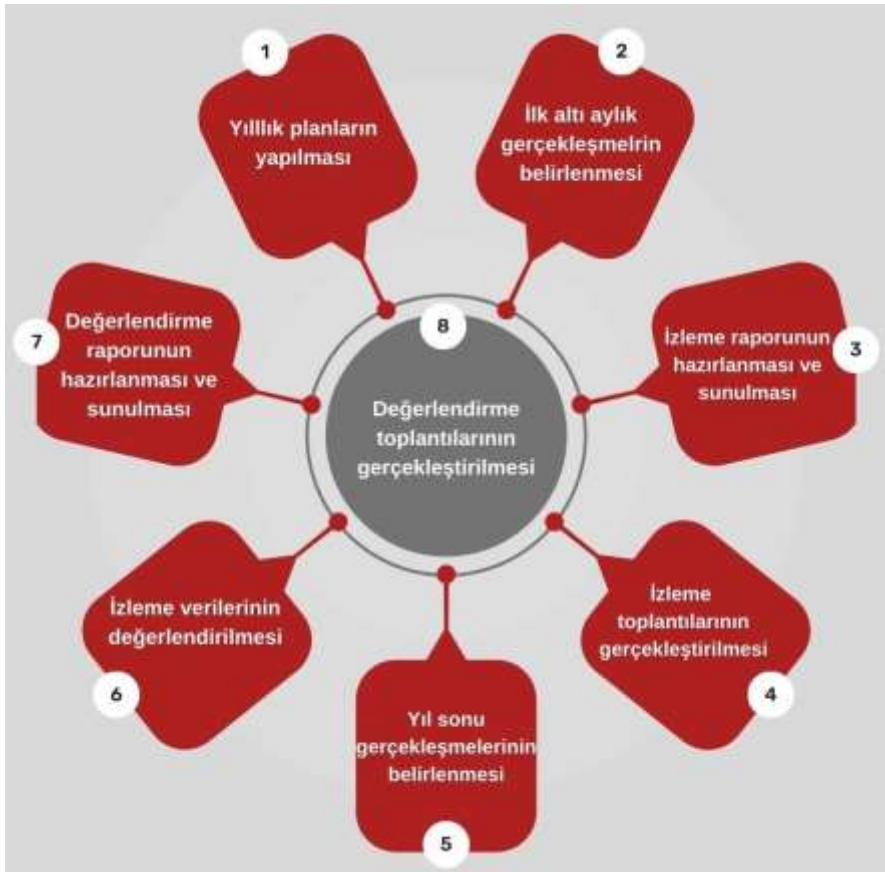 1
Yılllık planların
yapılması
2
İlk altı aylık
gerçekleşmelrin
belirlenmesi
3
İzleme raporunun
hazırlanması ve
sunulması
4
İzleme
toplantılarının
gerçekleştirilmesi
5
Yıl sonu
gerçekleşmelerinin
belirlenmesi
6
İzleme verilerinin
değerlendirilmesi
7
Değerlendirme
raporunun
hazırlanması ve
sunulması
8
Değerlendirme
toplantılarının
gerçekleştirilmesi